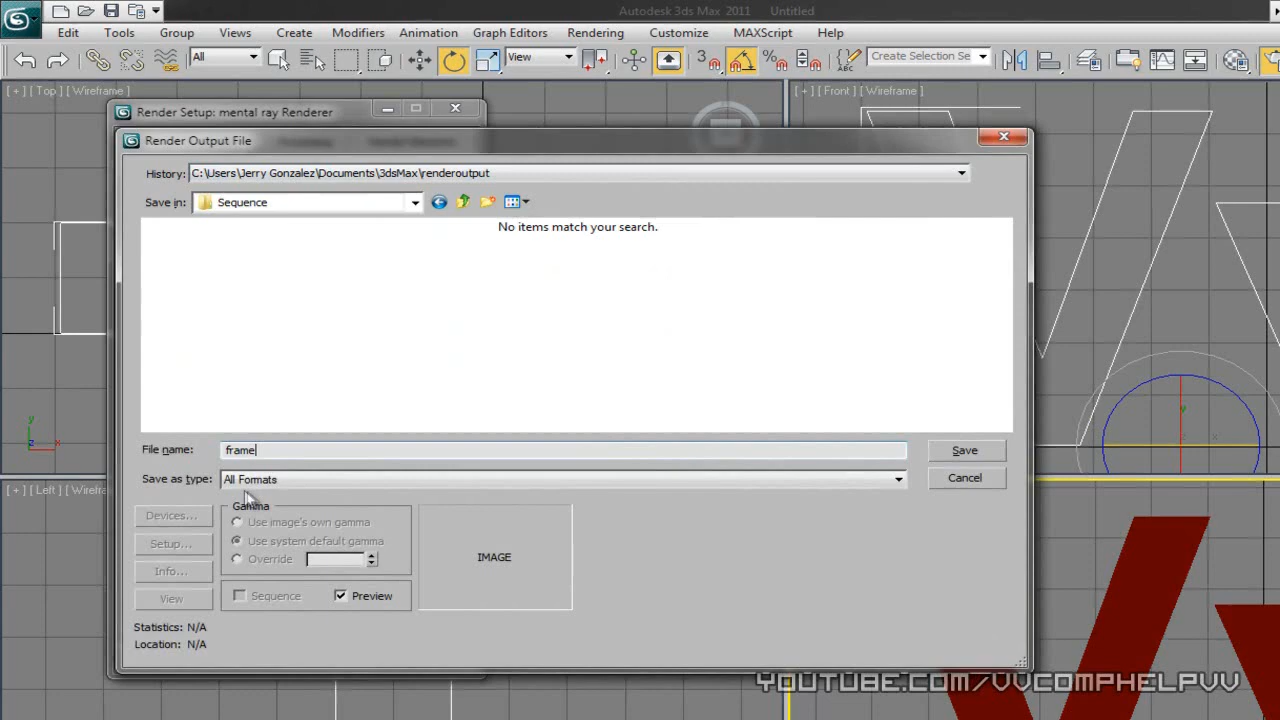 Autodesk 3ds Max 2011 Untitled
Edit Tools Group Views Create Modifiers Animation Graph Editors Rendering Customize MAXScript Help
All View 3 % ABC Create Selection Se
[ + ] [ Top ] [ Wireframe ] [ + ] [ Front ] [ Wireframe ]
Render Setup: mental ray Renderer
Render Output File
History: C:\Users\Jerry Gonzalez\Documents\3dsMax\renderoutput
Save in: Sequence
No items match your search.
y
z x
y
x
File name: frame Save
Save as type: All Formats Cancel
[ + ] [ Left ] [ Wirefra
Gamma
Devices... Use image's own gamma
Setup... Use system default gamma
Info... Override
IMAGE
View Sequence Preview
Statistics: N/A
Location: N/A
YOUTUBE.COM/VVCOMPHELPVV